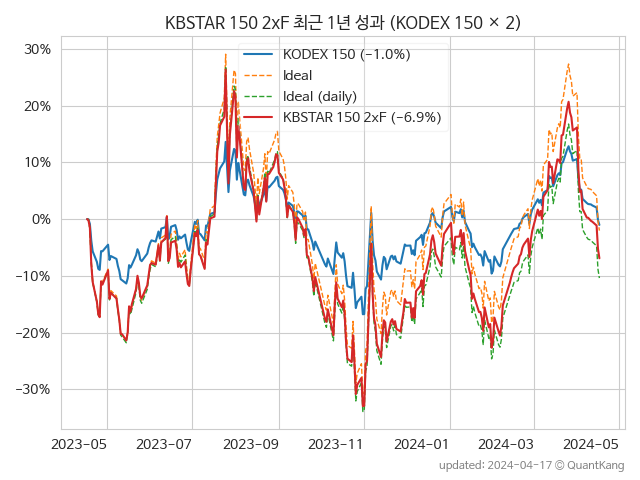 KBSTAR 150 2xF 최근 1년 성과 (KODEX 150 × 2)
KODEX 150 (−1.0%)
Ideal
Ideal (daily)
KBSTAR 150 2xF (−6.9%)
30%
20%
10%
0%
−10%
−20%
−30%
2023-05
2023-07
2023-09
2023-11
2024-01
2024-03
2024-05
updated: 2024-04-17 © QuantKang